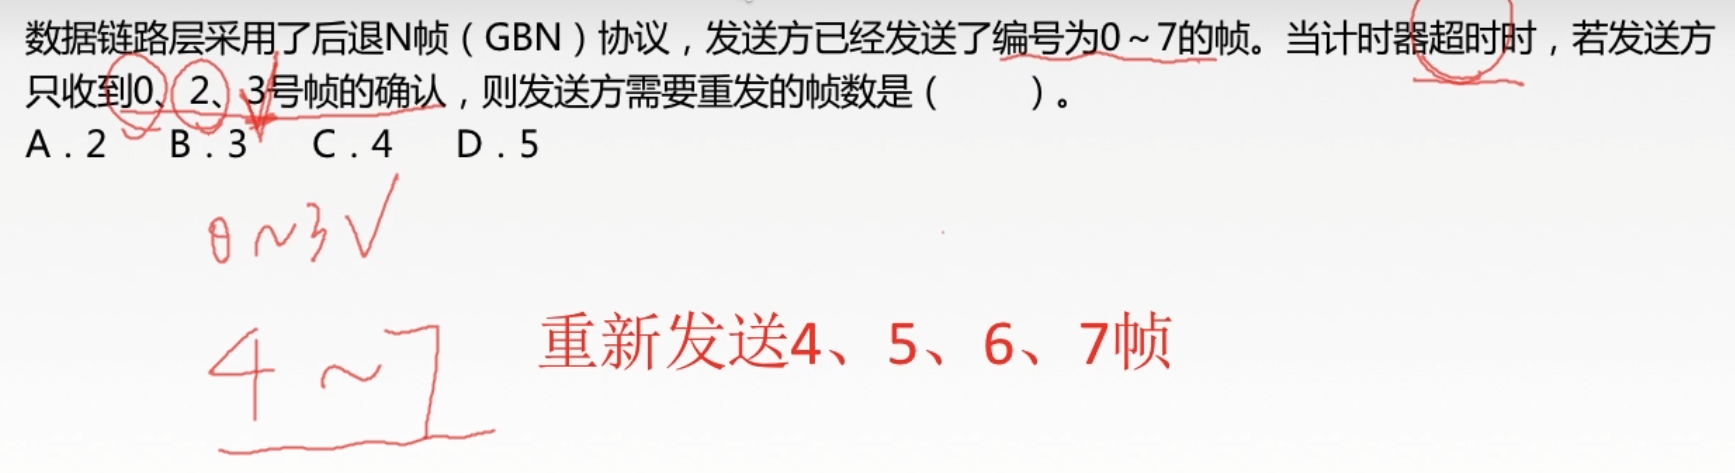 数据链路层采用了后退N帧（GBN）协议，发送方已经发送了编号为0～7的帧。当计时器超时时，若发送方
只收到0、2、3号帧的确认，则发送方需要重发的帧数是（　　）。
A．2　B．3　C．4　D．5
0～3√
4～7
重新发送4、5、6、7帧